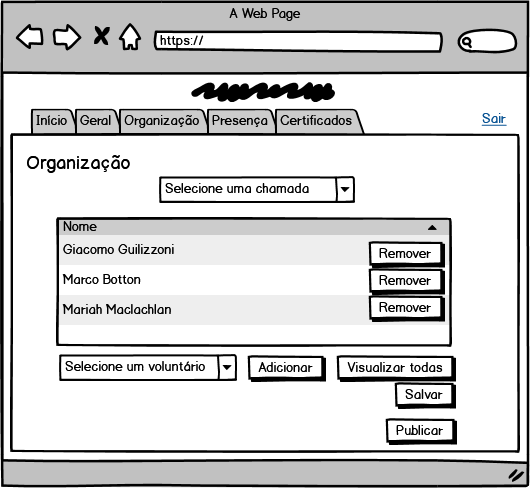 A Web Page
https://
Início Geral Organização Presença Certificados Sair
Organização
Selecione uma chamada
Nome
Giacomo Guilizzoni Remover
Marco Botton Remover
Mariah Maclachlan Remover
Selecione um voluntário Adicionar Visualizar todas
Salvar
Publicar